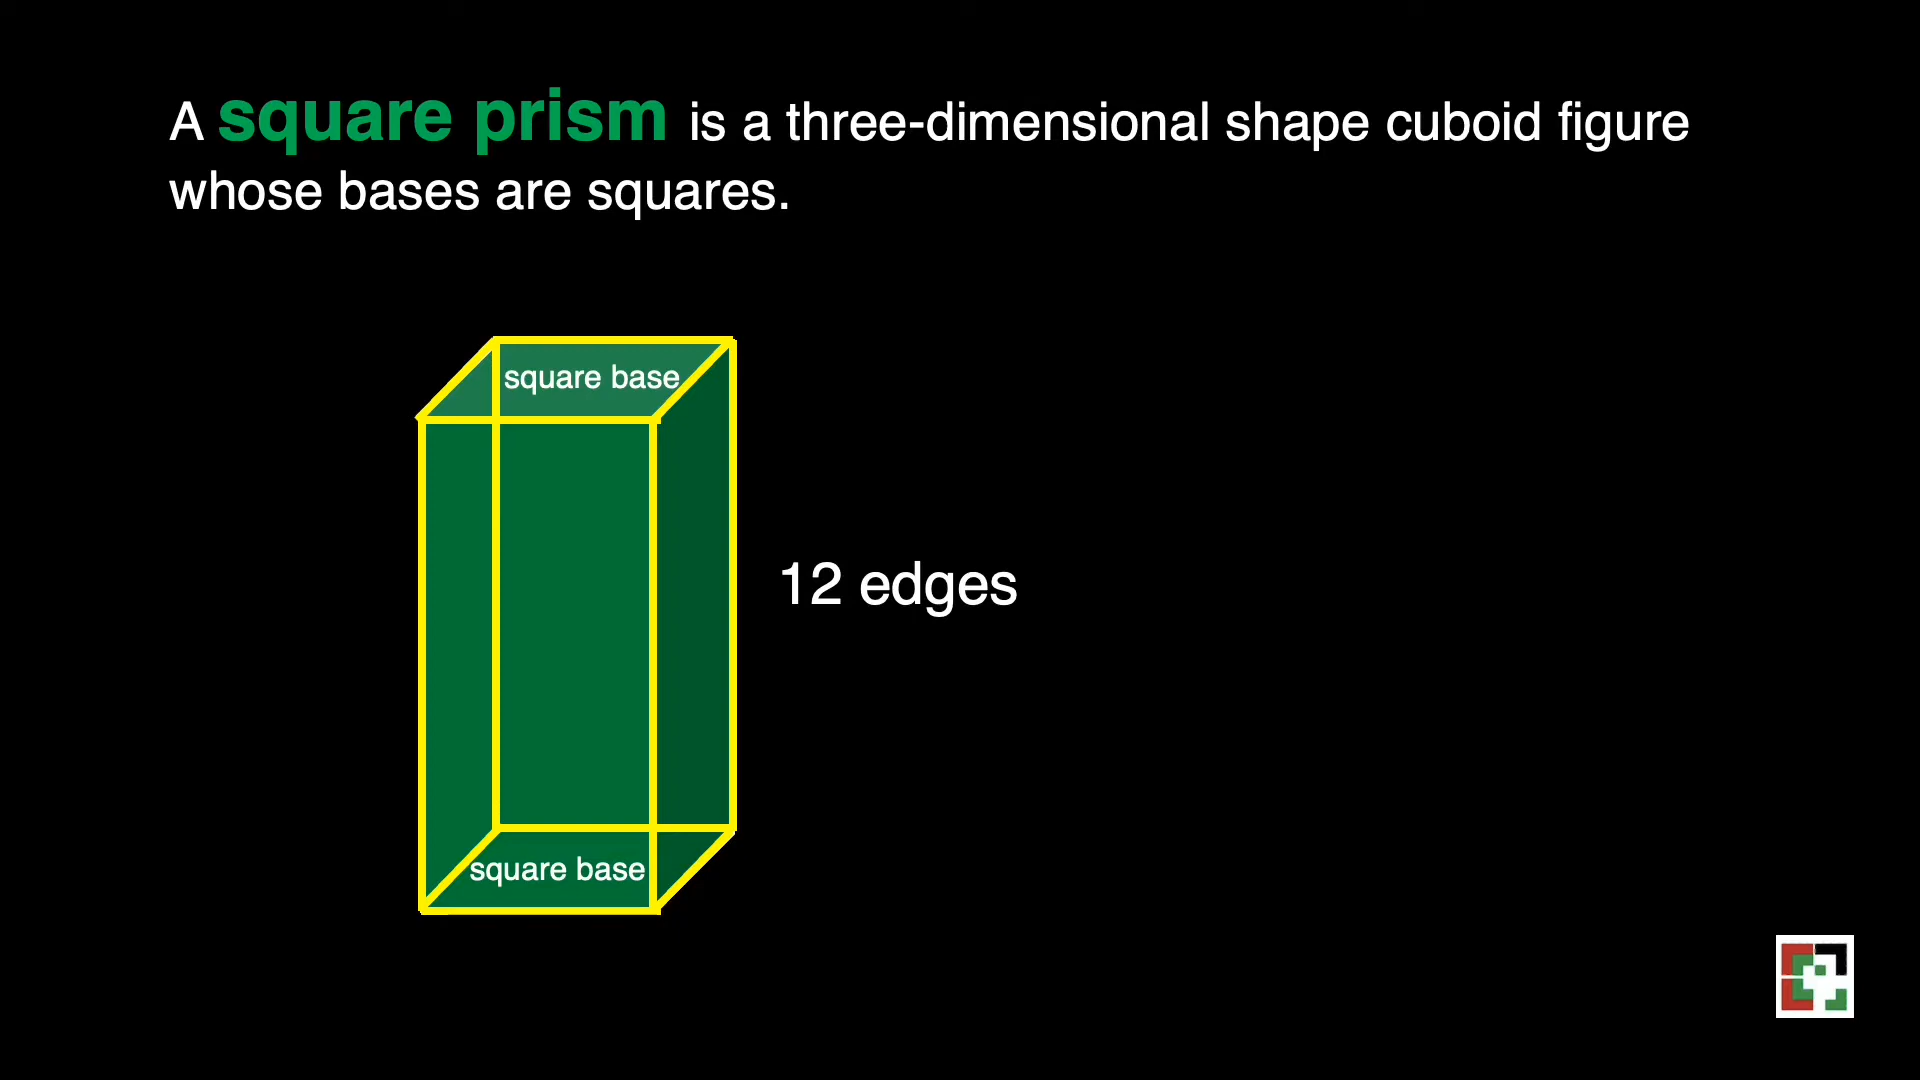 A square prism is a three-dimensional shape cuboid figure
whose bases are squares.
square base
12 edges
square base